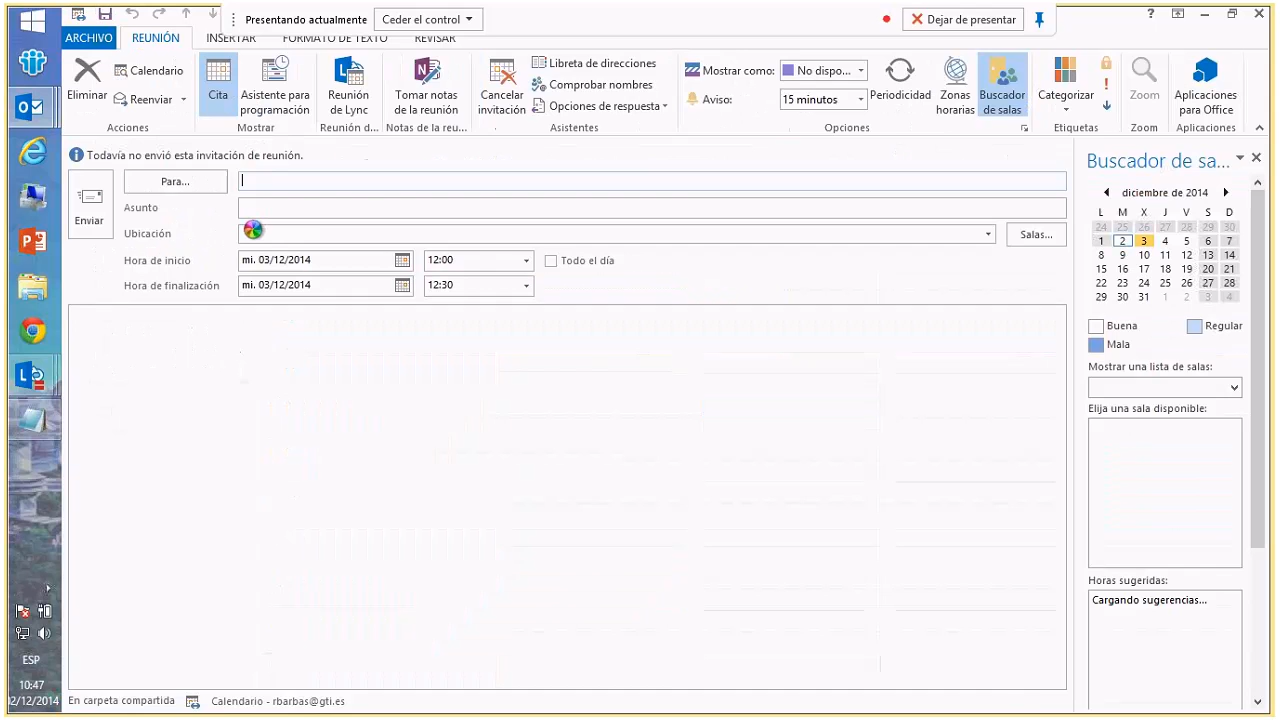 Presentando actualmente
Ceder el control
Dejar de presentar
?
ARCHIVO
REUNIÓN
INSERTAR
FORMATO DE TEXTO
REVISAR
Eliminar
Calendario
Reenviar
Acciones
Cita
Asistente para programación
Mostrar
Reunión de Lync
Reunión d...
Tomar notas de la reunión
Notas de la reu...
Cancelar invitación
Libreta de direcciones
Comprobar nombres
Opciones de respuesta
Asistentes
Mostrar como:
No dispo...
Aviso:
15 minutos
Periodicidad
Zonas horarias
Buscador de salas
Opciones
Categorizar
Etiquetas
Zoom
Zoom
Aplicaciones para Office
Aplicaciones
Todavía no envió esta invitación de reunión.
Enviar
Para...
Asunto
Ubicación
Salas...
Hora de inicio
mi. 03/12/2014
12:00
Todo el día
Hora de finalización
mi. 03/12/2014
12:30
Buscador de sa...
diciembre de 2014
L M X J V S D
24 25 26 27 28 29 30
1 2 3 4 5 6 7
8 9 10 11 12 13 14
15 16 17 18 19 20 21
22 23 24 25 26 27 28
29 30 31 1 2 3 4
Buena
Regular
Mala
Mostrar una lista de salas:
Elija una sala disponible:
Horas sugeridas:
Cargando sugerencias...
ESP
10:47
02/12/2014
En carpeta compartida
Calendario - rbarbas@gti.es